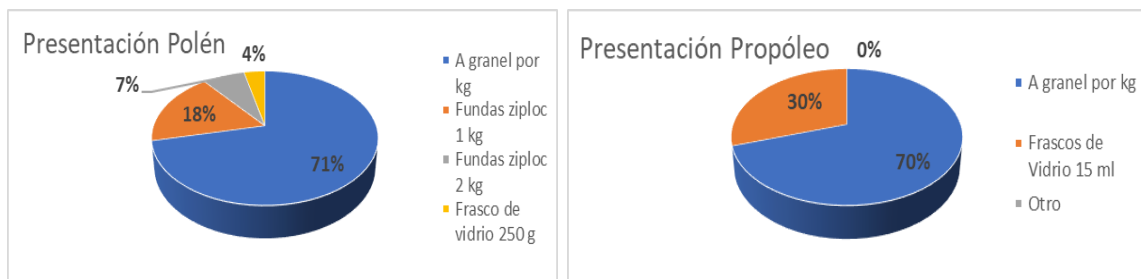 Presentación Polén
4%
7%
18%
71%
A granel por
kg
Fundas ziploc
1 kg
Fundas ziploc
2 kg
Frasco de
vidrio 250 g
Presentación Propóleo
0%
30%
70%
A granel por kg
Frascos de
Vidrio 15 ml
Otro